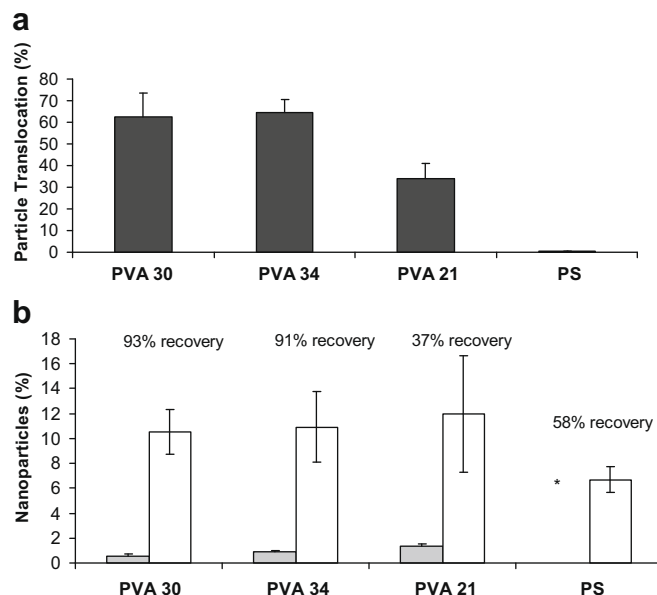 a
Particle Translocation (%)
80
70
60
50
40
30
20
10
0
PVA 30 PVA 34 PVA 21 PS
b
Nanoparticles (%)
18
16
14
12
10
8
6
4
2
0
93% recovery 91% recovery 37% recovery
58% recovery
*
PVA 30 PVA 34 PVA 21 PS